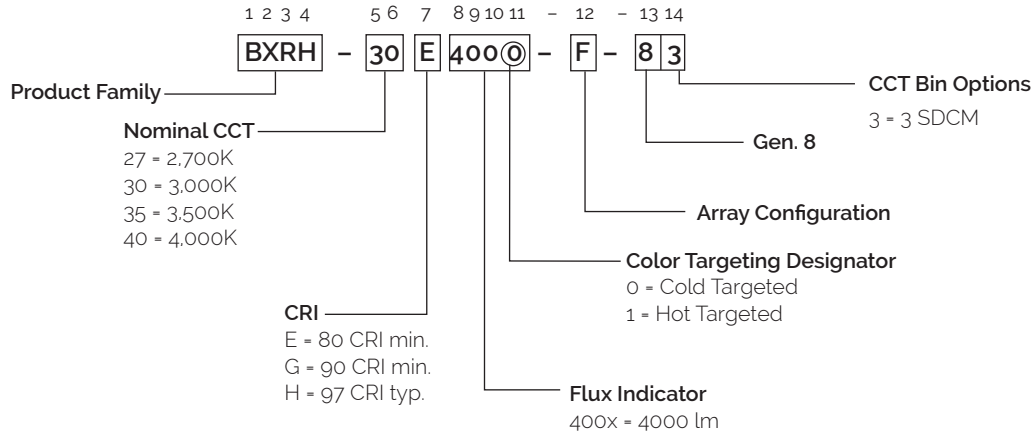 1 2 3 4 5 6 7 8 9 10 11 - 12 - 13 14
BXRH - 30 E 4000 - F - 8 3
Product Family
CCT Bin Options
3 = 3 SDCM
Nominal CCT
27 = 2,700K
30 = 3,000K
35 = 3,500K
40 = 4,000K
Gen. 8
Array Configuration
Color Targeting Designator
0 = Cold Targeted
1 = Hot Targeted
CRI
E = 80 CRI min.
G = 90 CRI min.
H = 97 CRI typ.
Flux Indicator
400x = 4000 lm